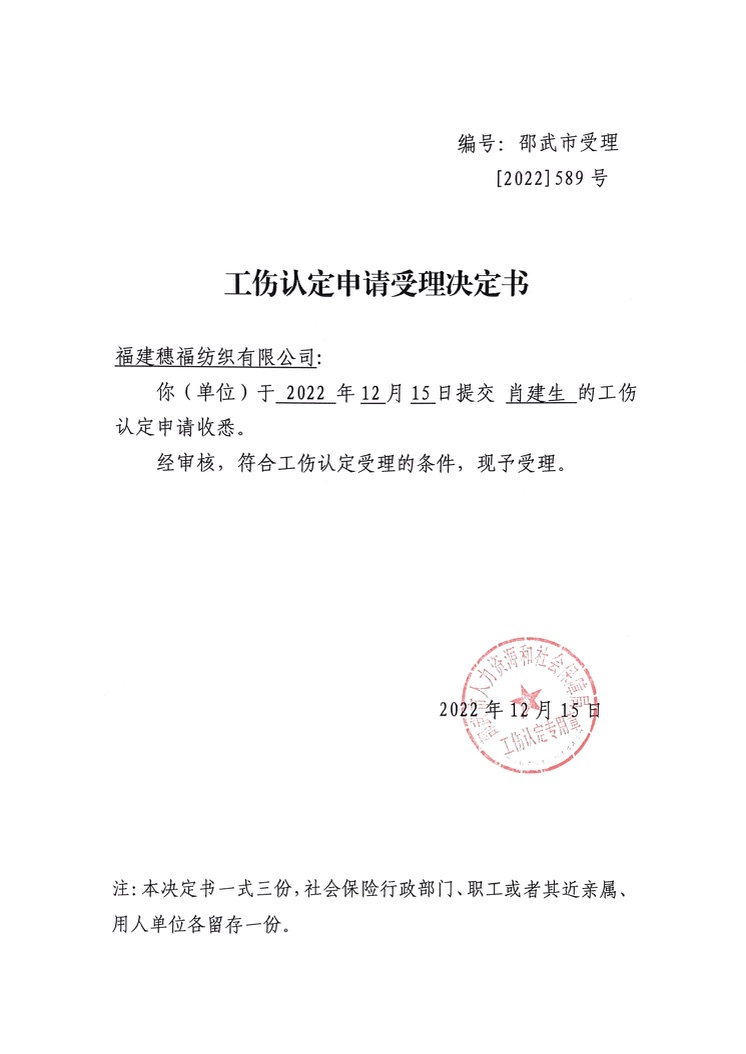 编号：邵武市受理
[2022]589 号
工伤认定申请受理决定书
福建穗福纺织有限公司：
你（单位）于 2022 年 12 月 15 日提交 肖建生 的工伤
认定申请收悉。
经审核，符合工伤认定受理的条件，现予受理。
邵武市人力资源和社会保障局
2022 年 12 月 15 日
工伤认定专用章
注：本决定书一式三份，社会保险行政部门、职工或者其近亲属、
用人单位各留存一份。